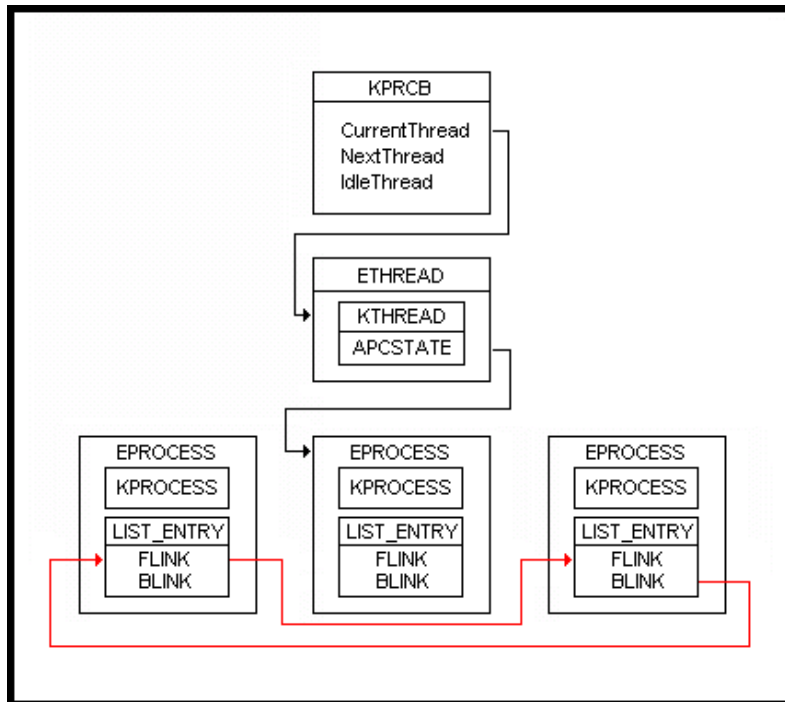 KPRCB
CurrentThread
NextThread
IdleThread
ETHREAD
KTHREAD
APCSTATE
EPROCESS
KPROCESS
LIST_ENTRY
FLINK
BLINK
EPROCESS
KPROCESS
LIST_ENTRY
FLINK
BLINK
EPROCESS
KPROCESS
LIST_ENTRY
FLINK
BLINK